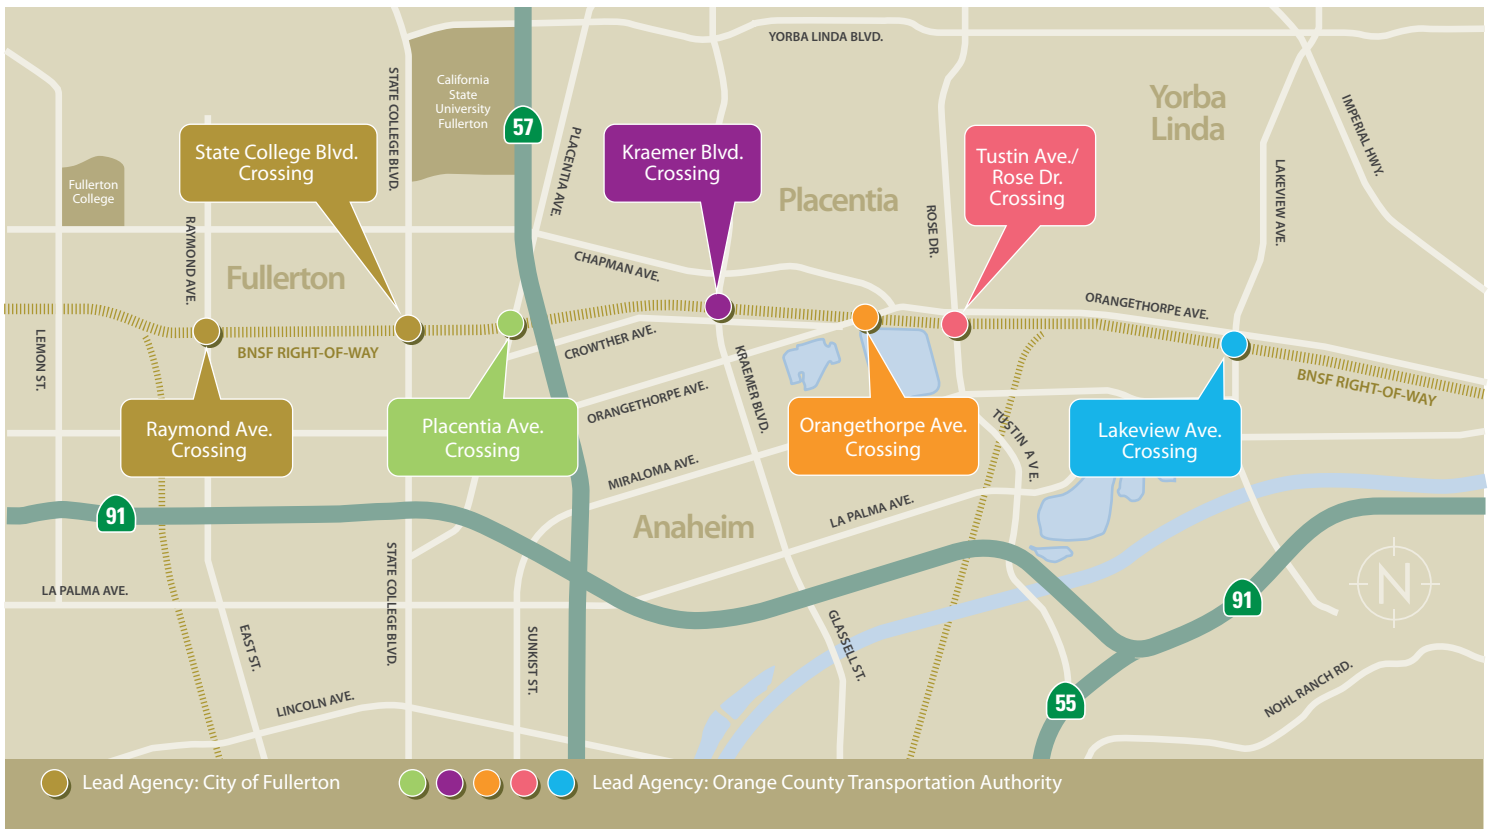 YORBA LINDA BLVD.
STATE COLLEGE BLVD.
California
State
University
Fullerton
57
Yorba
Linda
IMPERIAL HWY.
PLACENTIA AVE.
State College Blvd.
Crossing
Kraemer Blvd.
Crossing
Tustin Ave./
Rose Dr.
Crossing
Fullerton
College
LAKEVIEW AVE.
Placentia
RAYMOND AVE.
ROSE DR.
Fullerton
CHAPMAN AVE.
ORANGETHORPE AVE.
LEMON ST.
BNSF RIGHT-OF-WAY
CROWTHER AVE.
KRAEMER BLVD.
BNSF RIGHT-OF-WAY
ORANGETHORPE AVE.
Raymond Ave.
Crossing
Placentia Ave.
Crossing
Orangethorpe Ave.
Crossing
TUSTIN AVE.
Lakeview Ave.
Crossing
MIRALOMA AVE.
91
Anaheim
LA PALMA AVE.
STATE COLLEGE BLVD.
LA PALMA AVE.
N
91
EAST ST.
SUNKIST ST.
GLASSELL ST.
LINCOLN AVE.
55
NOHL RANCH RD.
Lead Agency: City of Fullerton
Lead Agency: Orange County Transportation Authority